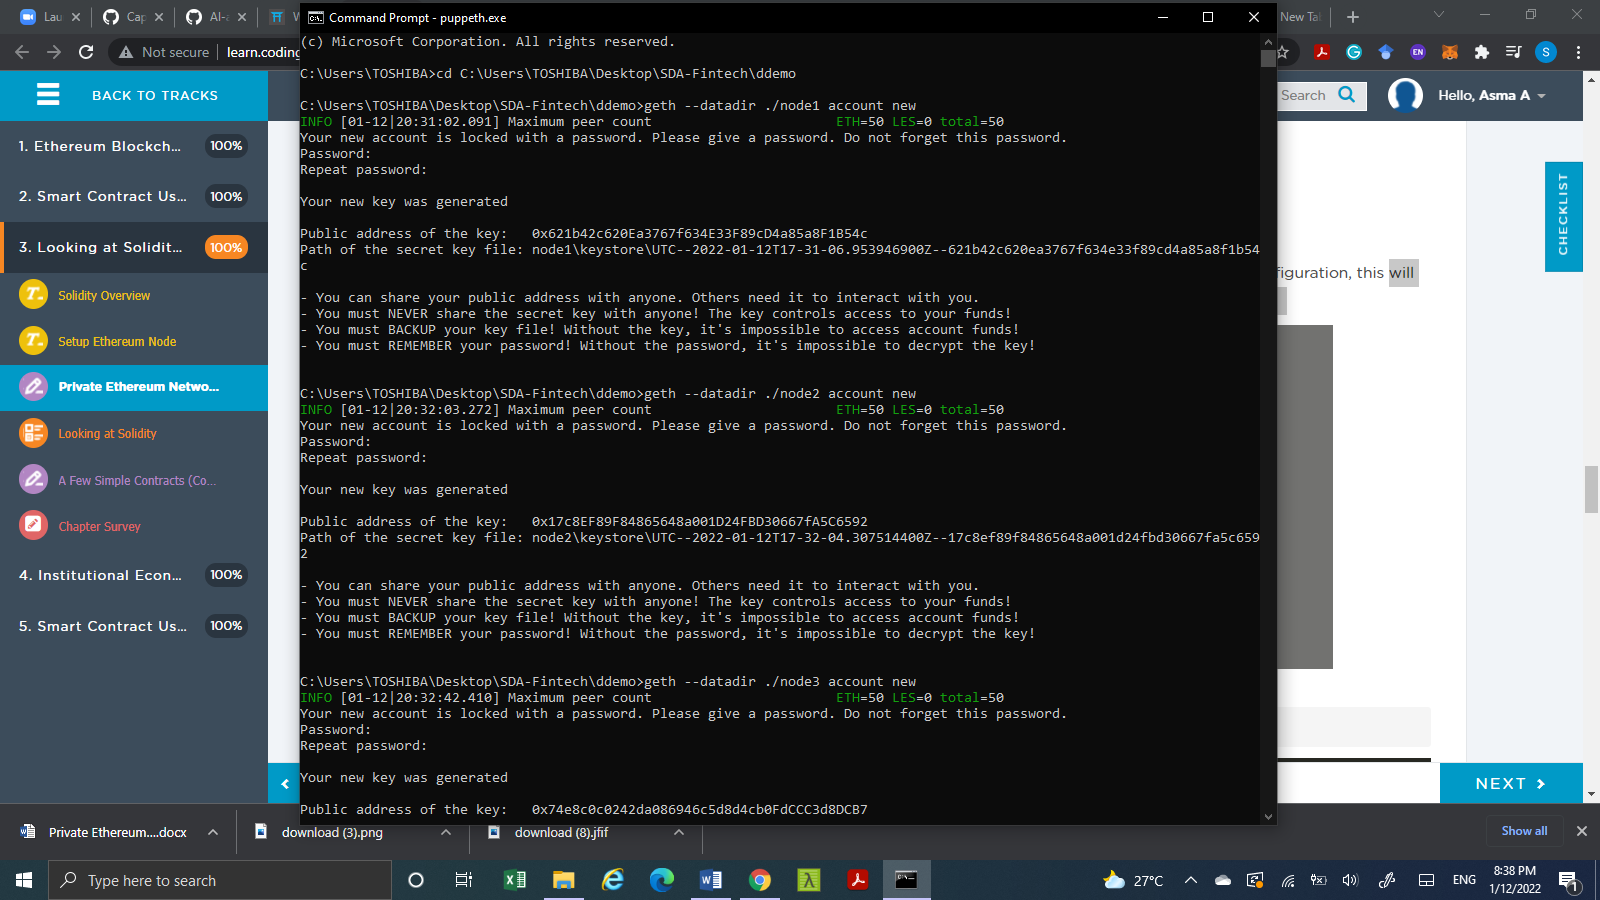 Lau
Cap
AI-a
W
Command Prompt - puppeth.exe
New Tal
Not secure
learn.coding
EN
S
BACK TO TRACKS
Search
Hello, Asma A
1. Ethereum Blockch... 100%
2. Smart Contract Us... 100%
3. Looking at Solidit... 100%
Solidity Overview
Setup Ethereum Node
Private Ethereum Netwo...
Looking at Solidity
A Few Simple Contracts (Co...
Chapter Survey
4. Institutional Econ... 100%
5. Smart Contract Us... 100%
(c) Microsoft Corporation. All rights reserved.
C:\Users\TOSHIBA>cd C:\Users\TOSHIBA\Desktop\SDA-Fintech\ddemo
C:\Users\TOSHIBA\Desktop\SDA-Fintech\ddemo>geth --datadir ./node1 account new
INFO [01-12|20:31:02.091] Maximum peer count ETH=50 LES=0 total=50
Your new account is locked with a password. Please give a password. Do not forget this password.
Password:
Repeat password:
Your new key was generated
Public address of the key: 0x621b42c620Ea3767f634E33F89cD4a85a8F1B54c
Path of the secret key file: node1\keystore\UTC--2022-01-12T17-31-06.953946900Z--621b42c620ea3767f634e33f89cd4a85a8f1b54
c
- You can share your public address with anyone. Others need it to interact with you.
- You must NEVER share the secret key with anyone! The key controls access to your funds!
- You must BACKUP your key file! Without the key, it's impossible to access account funds!
- You must REMEMBER your password! Without the password, it's impossible to decrypt the key!
C:\Users\TOSHIBA\Desktop\SDA-Fintech\ddemo>geth --datadir ./node2 account new
INFO [01-12|20:32:03.272] Maximum peer count ETH=50 LES=0 total=50
Your new account is locked with a password. Please give a password. Do not forget this password.
Password:
Repeat password:
Your new key was generated
Public address of the key: 0x17c8EF89F84865648a001D24FBD30667fA5C6592
Path of the secret key file: node2\keystore\UTC--2022-01-12T17-32-04.307514400Z--17c8ef89f84865648a001d24fbd30667fa5c659
2
- You can share your public address with anyone. Others need it to interact with you.
- You must NEVER share the secret key with anyone! The key controls access to your funds!
- You must BACKUP your key file! Without the key, it's impossible to access account funds!
- You must REMEMBER your password! Without the password, it's impossible to decrypt the key!
C:\Users\TOSHIBA\Desktop\SDA-Fintech\ddemo>geth --datadir ./node3 account new
INFO [01-12|20:32:42.410] Maximum peer count ETH=50 LES=0 total=50
Your new account is locked with a password. Please give a password. Do not forget this password.
Password:
Repeat password:
Your new key was generated
Public address of the key: 0x74e8c0c0242da086946c5d8d4cb0FdCCC3d8DCB7
CHECKLIST
figuration, this will
NEXT
Private Ethereum....docx
download (3).png
download (8).jfif
Show all
Type here to search
27°C
ENG
8:38 PM
1/12/2022
1